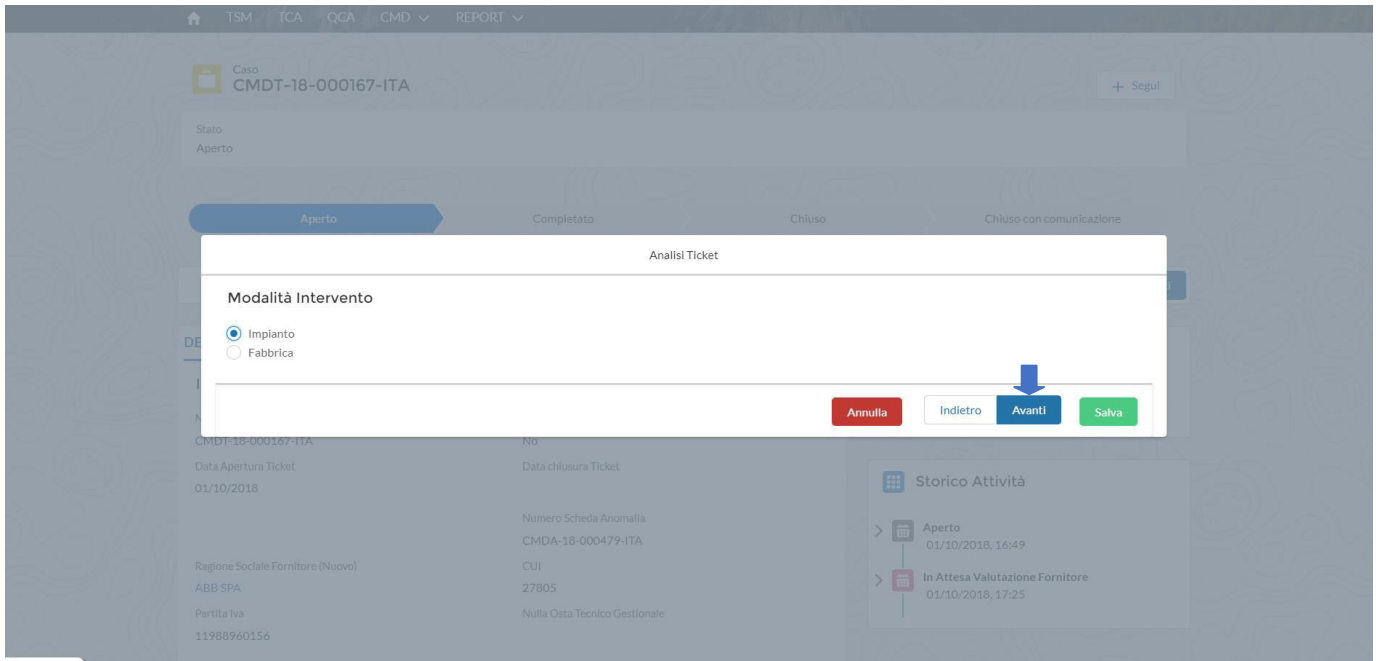 TSM TCA QCA CMD REPORT
Caso
CMDT-18-000167-ITA
+ Segui
Stato
Aperto
Aperto Completato Chiuso Chiuso con comunicazione
Analisi Ticket
Modalità Intervento
Impianto
Fabbrica
Annulla Indietro Avanti Salva
DE
CMDT-18-000167-ITA No
Data Apertura Ticket Data chiusura Ticket
01/10/2018
Numero Scheda Anomalia
CMDA-18-000479-ITA
Ragione Sociale Fornitore (Nuovo) CUI
ABB SPA 27805
Partita Iva Nulla Osta Tecnico Gestionale
11988960156
Storico Attività
Aperto
01/10/2018, 16:49
In Attesa Valutazione Fornitore
01/10/2018, 17:25